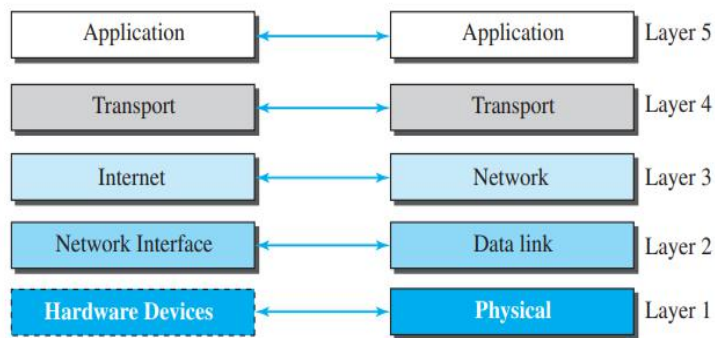 Application Application Layer 5
Transport Transport Layer 4
Internet Network Layer 3
Network Interface Data link Layer 2
Hardware Devices Physical Layer 1